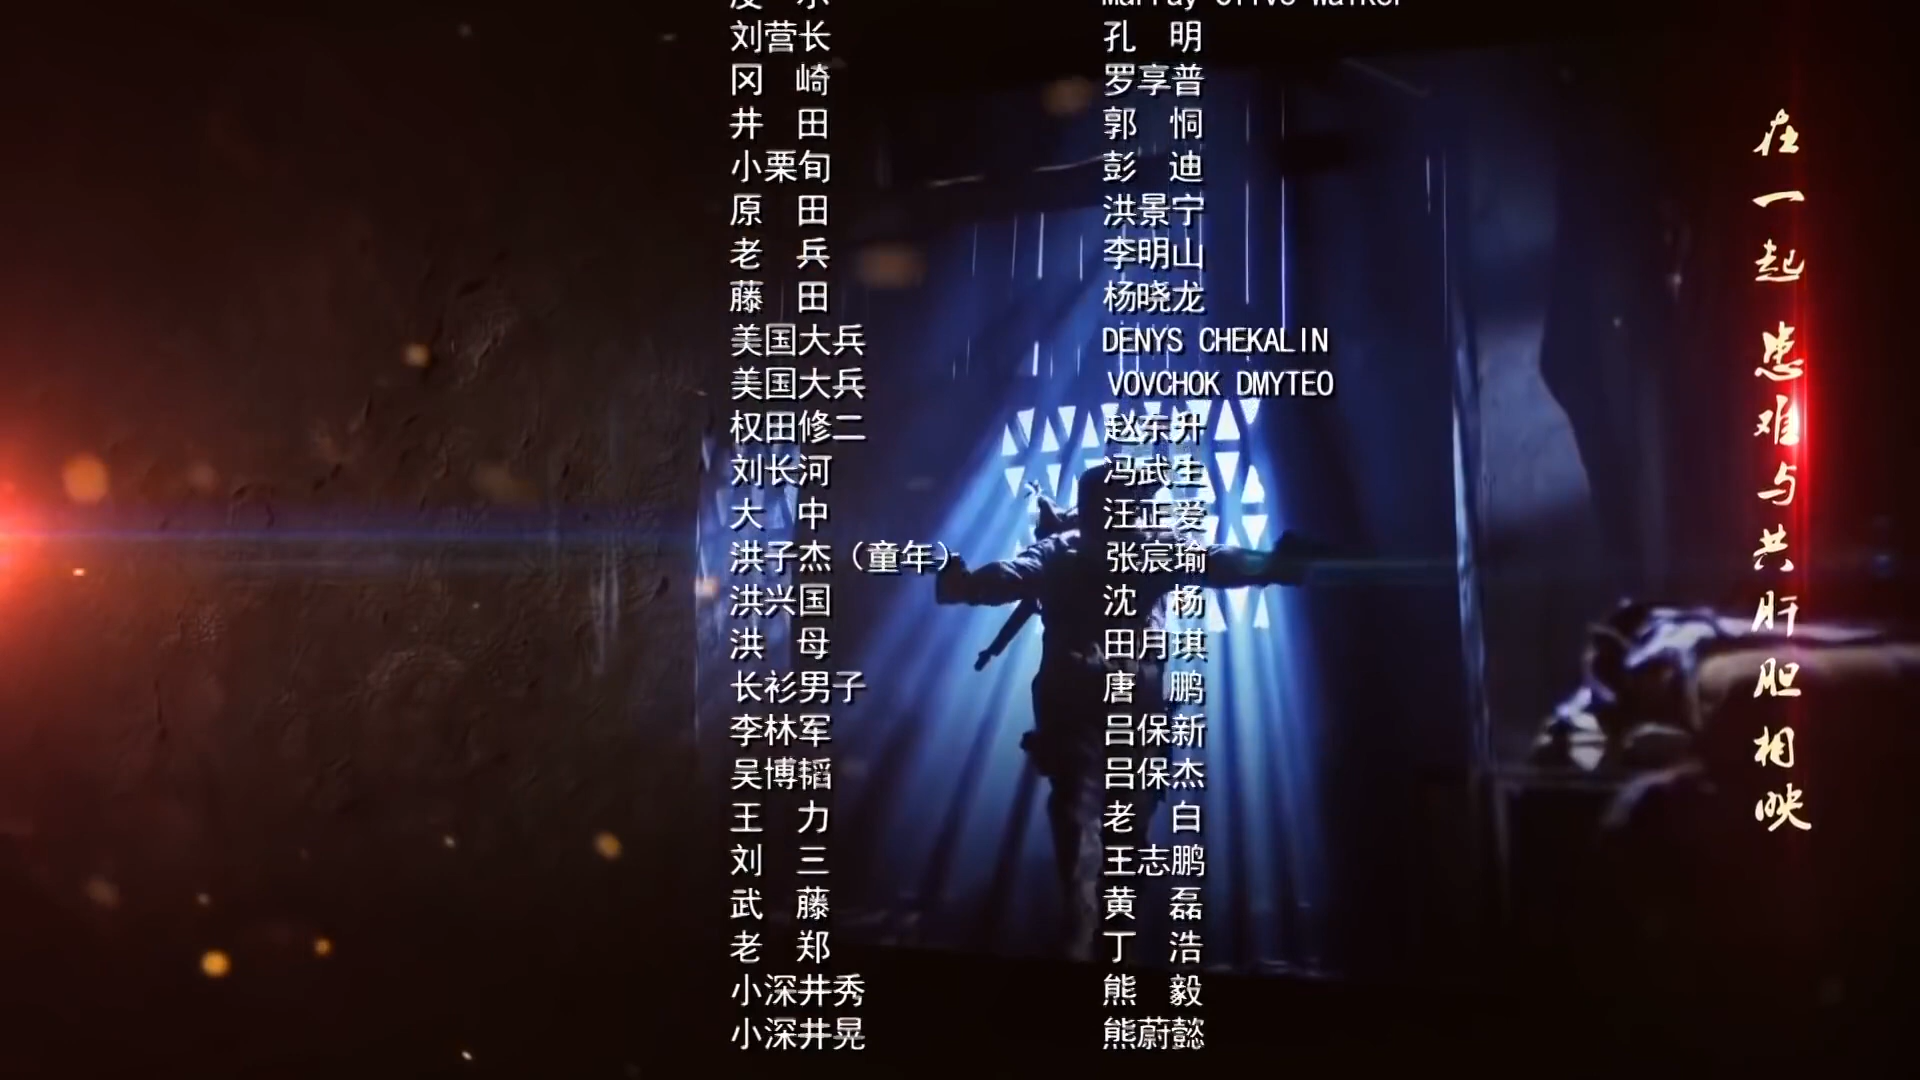 刘营长 孔 明
冈 崎 罗享普
井 田 郭 恫
小栗旬 彭 迪
原 田 洪景宁
老 兵 李明山
藤 田 杨晓龙
美国大兵 DENYS CHEKALIN
美国大兵 VOVCHOK DMYTEO
权田修二 赵东升
刘长河 冯武生
大 中 汪正爱
洪子杰（童年） 张宸瑜
洪兴国 沈 杨
洪 母 田月琪
长衫男子 唐 鹏
李林军 吕保新
吴博韬 吕保杰
王 力 老 白
刘 三 王志鹏
武 藤 黄 磊
老 郑 丁 浩
小深井秀 熊 毅
小深井晃 熊蔚懿
在一起 患难与共肝胆相映